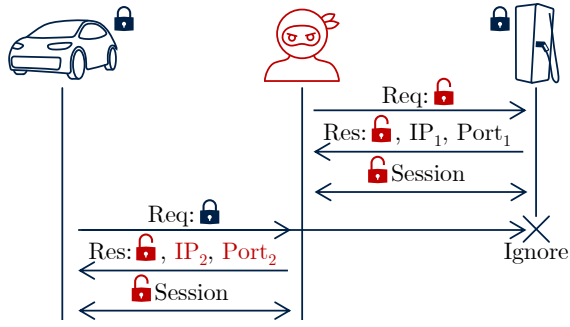 Req:
Res: , IP₁, Port₁
Session
Req:
Res: , IP₂, Port₂
Ignore
Session